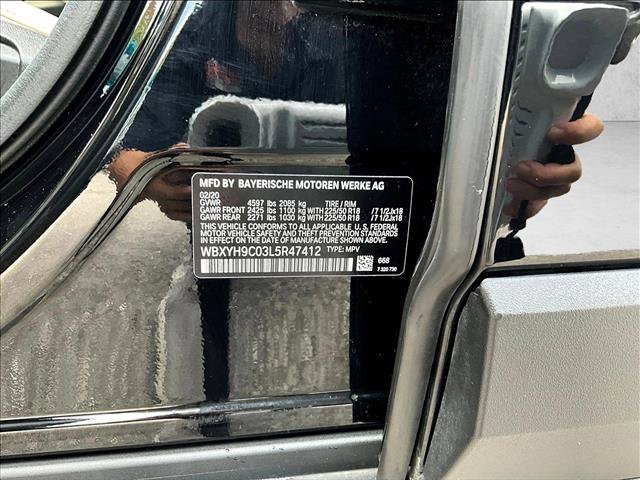 MFD BY BAYERISCHE MOTOREN WERKE AG
02/20
GVWR 4597 lbs 2085 kg TIRE / RIM
GAWR FRONT 2425 lbs 1100 kg WITH 225/50 R18 /7 1/2Jx18
GAWR REAR 2271 lbs 1030 kg WITH 225/50 R18 /7 1/2Jx18
THIS VEHICLE CONFORMS TO ALL APPLICABLE U. S. FEDERAL
MOTOR VEHICLE SAFETY AND THEFT PREVENTION STANDARDS
IN EFFECT ON THE DATE OF MANUFACTURE SHOWN ABOVE.
WBXYH9C03L5R47412 TYPE: MPV
668
7 320 730